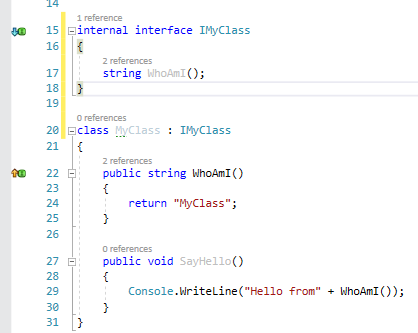 14
1 reference
15 internal interface IMyClass
16 {
2 references
17 string WhoAmI();
18 }
19
0 references
20 class MyClass : IMyClass
21 {
2 references
22 public string WhoAmI()
23 {
24 return "MyClass";
25 }
26
0 references
27 public void SayHello()
28 {
29 Console.WriteLine("Hello from" + WhoAmI());
30 }
31 }